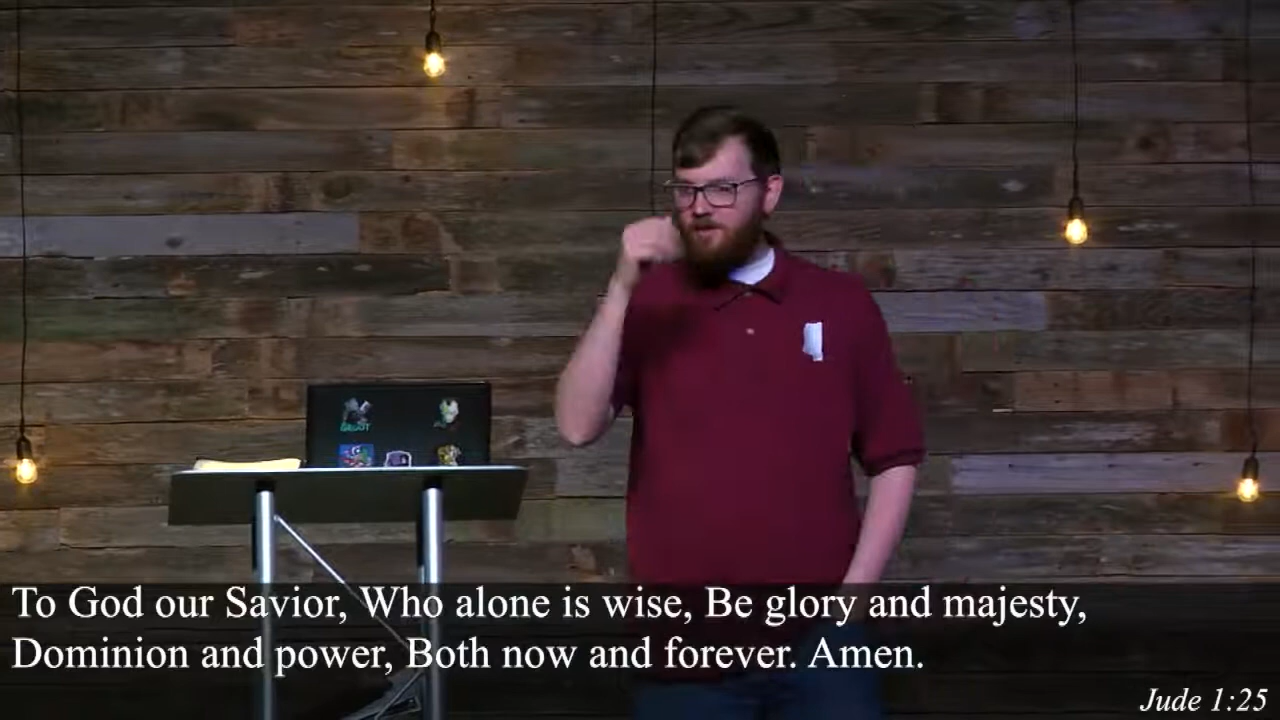 GROOT
To God our Savior, Who alone is wise, Be glory and majesty,
Dominion and power, Both now and forever. Amen.
Jude 1:25